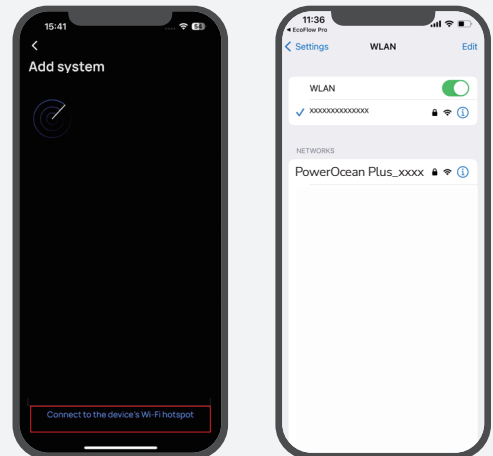 15:41
Add system
Connect to the device's Wi-Fi hotspot
11:36
EcoFlow Pro
Settings
WLAN
Edit
WLAN
xxxxxxxxxxxxx
NETWORKS
PowerOcean Plus_xxxx